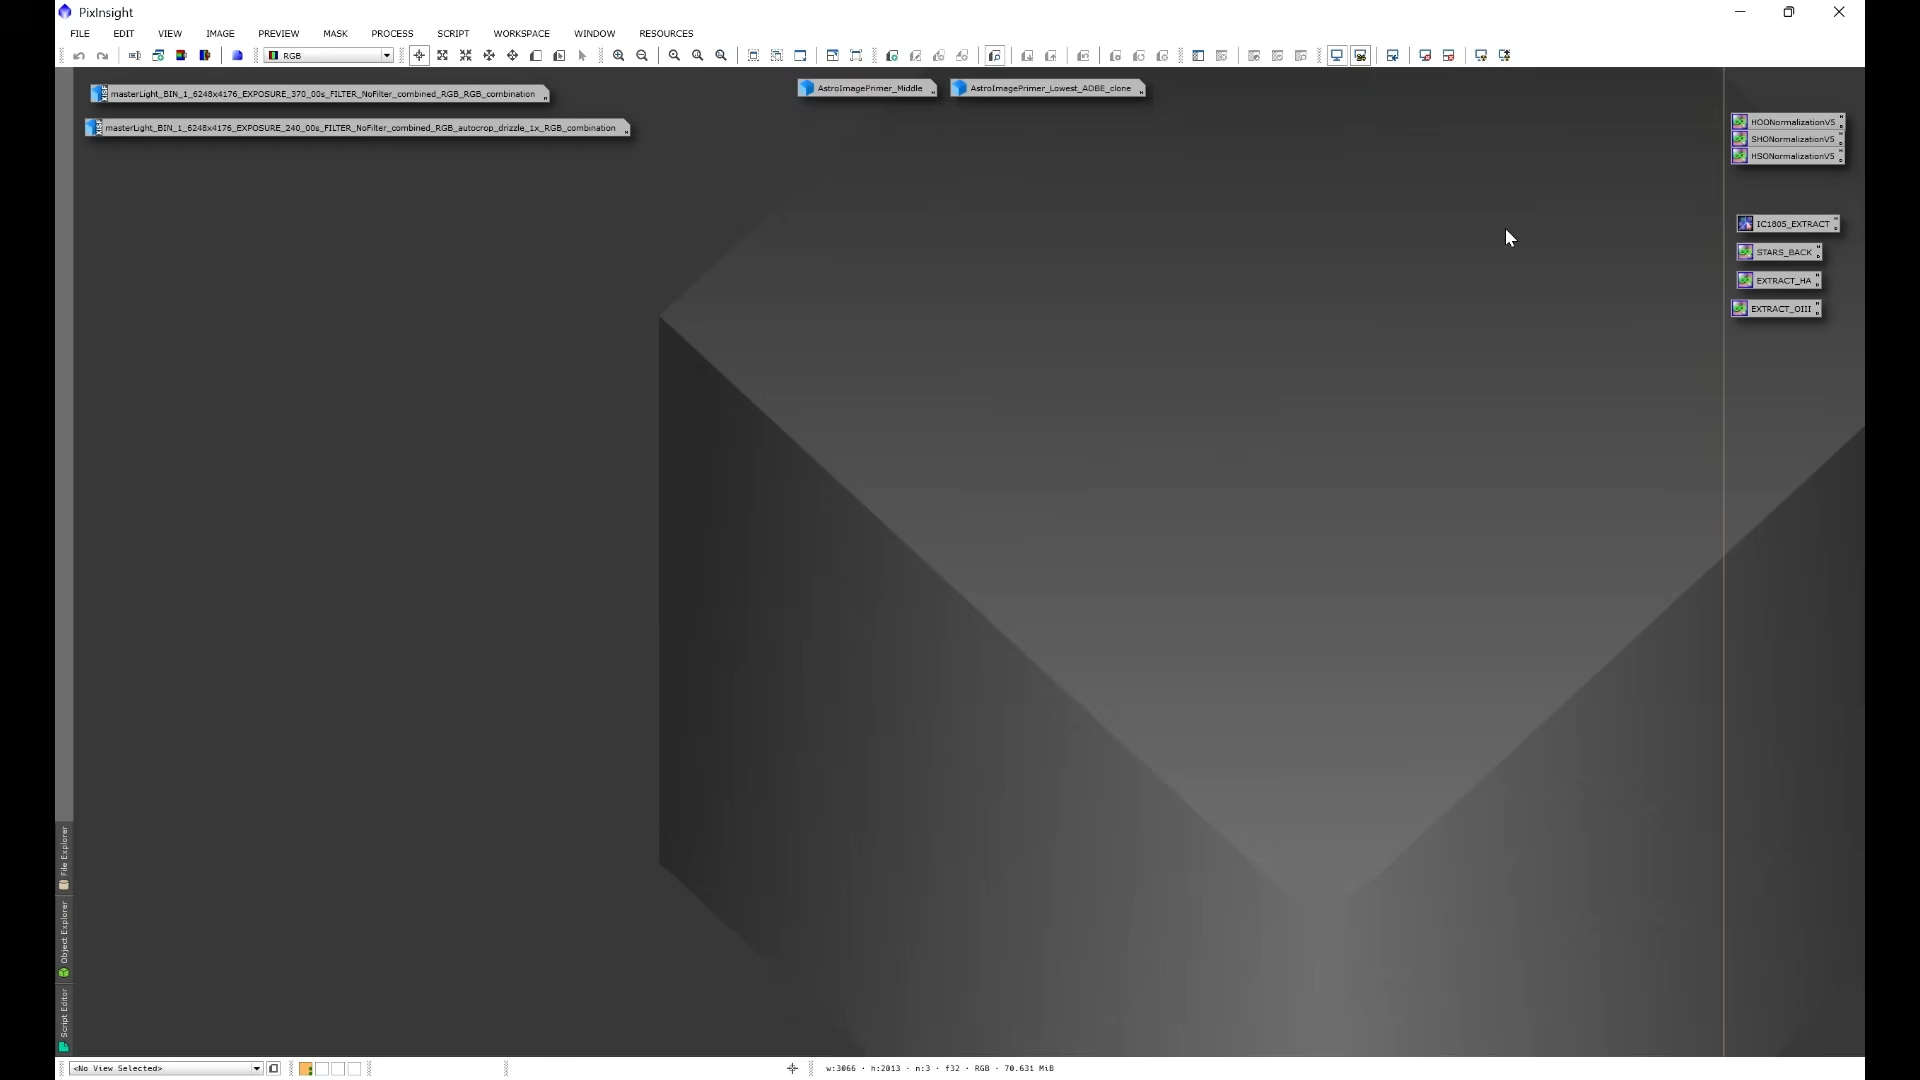 PixInsight
FILE EDIT VIEW IMAGE PREVIEW MASK PROCESS SCRIPT WORKSPACE WINDOW RESOURCES
RGB
masterLight_BIN_1_6248x4176_EXPOSURE_370_00s_FILTER_NoFilter_combined_RGB_RGB_combination
AstroImagePrimer_Middle
AstroImagePrimer_Lowest_ADBE_clone
masterLight_BIN_1_6248x4176_EXPOSURE_240_00s_FILTER_NoFilter_combined_RGB_autocrop_drizzle_1x_RGB_combination
HOONormalizationV5
SHONormalizationV5
HSONormalizationV5
IC1805_EXTRACT
STARS_BACK
EXTRACT_HA
EXTRACT_OIII
File Explorer
Object Explorer
Script Editor
<No View Selected>
w:3066 · h:2013 · n:3 · f32 · RGB · 70.631 MiB